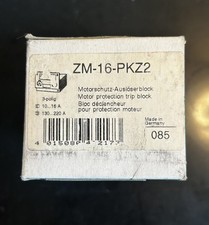 ZM-16-PKZ2
3-polig
10...16 A
130...220 A
Motorschutz-Auslöserblock
Motor protection trip block
Bloc déclencheur
pour protection moteur
Made in
Germany
085